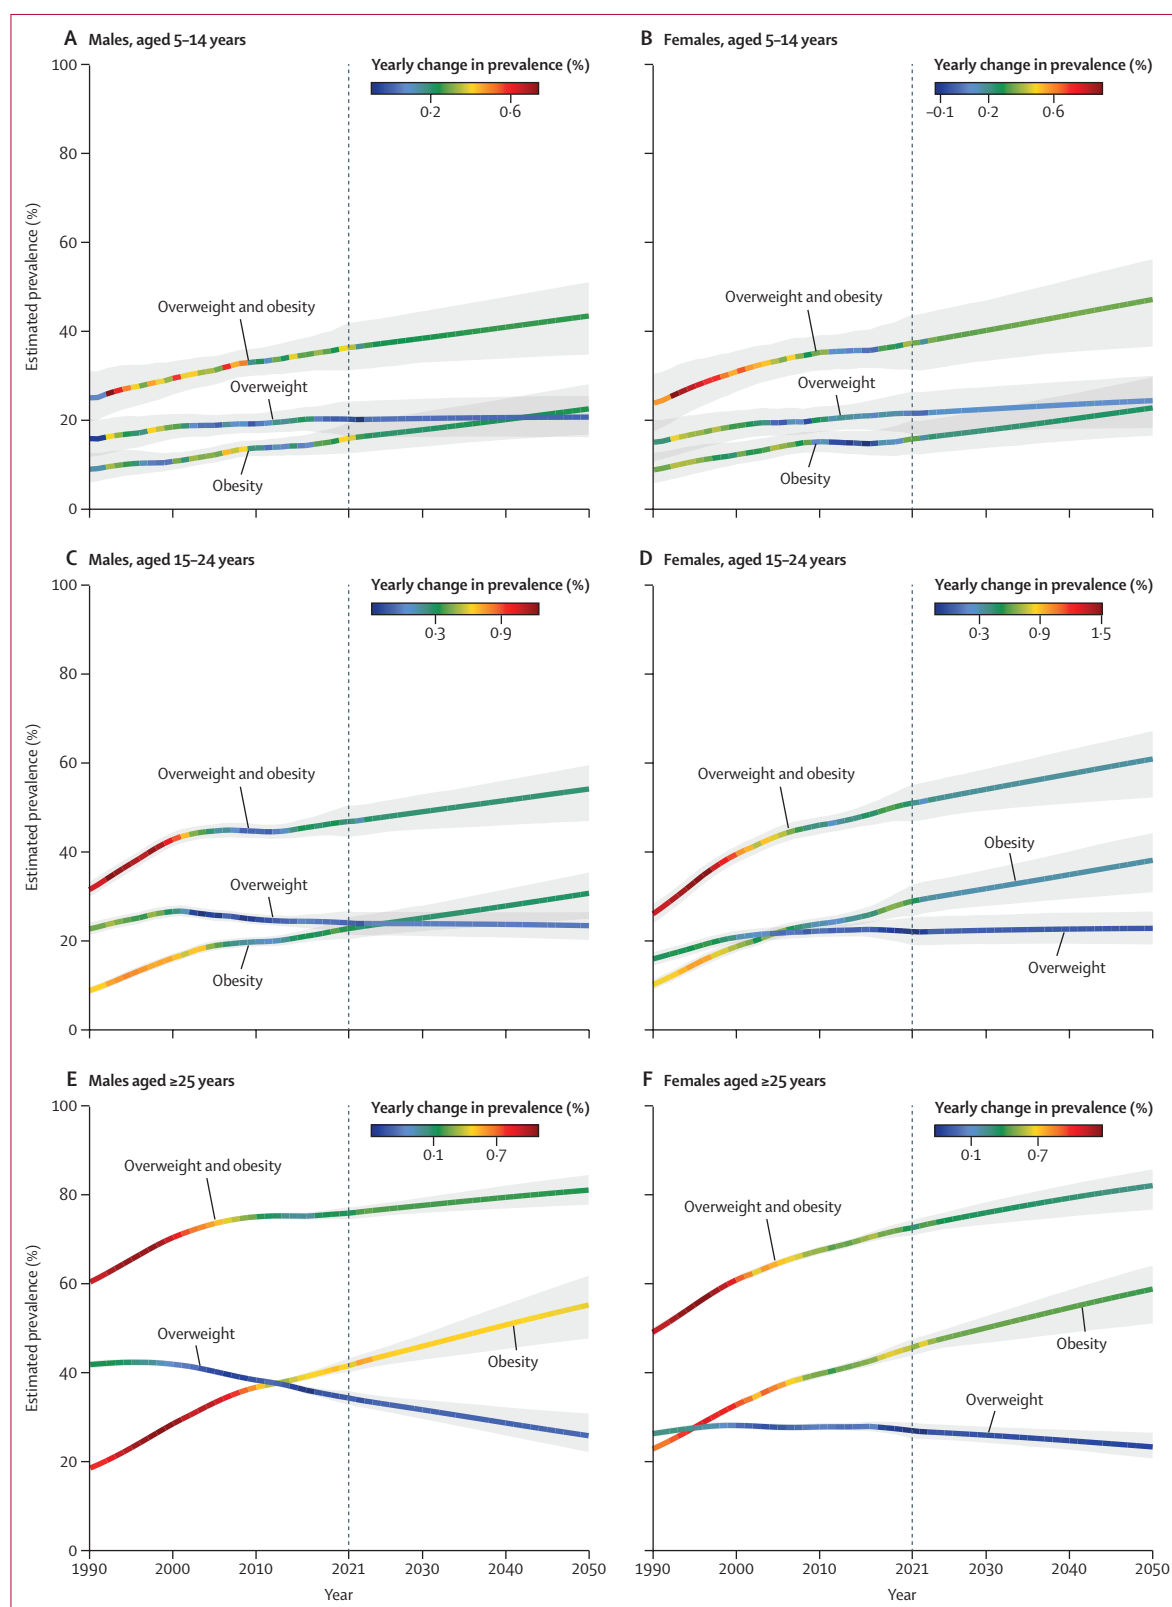 A Males, aged 5–14 years
Yearly change in prevalence (%)
0·2 0·6
100
80
60
40
20
0
Estimated prevalence (%)
Overweight and obesity
Overweight
Obesity
B Females, aged 5–14 years
Yearly change in prevalence (%)
–0·1 0·2 0·6
Overweight and obesity
Overweight
Obesity
C Males, aged 15–24 years
Yearly change in prevalence (%)
0·3 0·9
100
80
60
40
20
0
Estimated prevalence (%)
Overweight and obesity
Overweight
Obesity
D Females, aged 15–24 years
Yearly change in prevalence (%)
0·3 0·9 1·5
Overweight and obesity
Obesity
Overweight
E Males aged ≥25 years
Yearly change in prevalence (%)
0·1 0·7
100
80
60
40
20
0
Estimated prevalence (%)
Overweight and obesity
Overweight
Obesity
1990 2000 2010 2021 2030 2040 2050
Year
F Females aged ≥25 years
Yearly change in prevalence (%)
0·1 0·7
Overweight and obesity
Obesity
Overweight
1990 2000 2010 2021 2030 2040 2050
Year